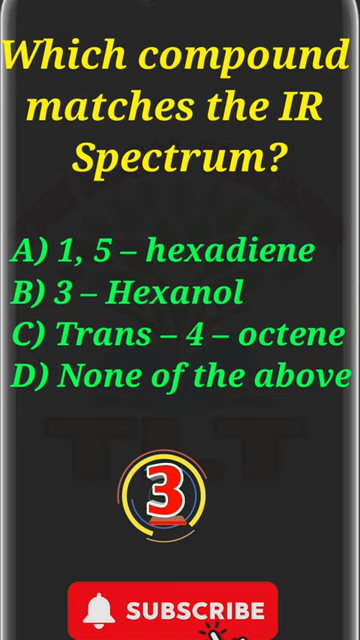 Which compound
matches the IR
Spectrum?
A) 1, 5 – hexadiene
B) 3 – Hexanol
C) Trans – 4 – octene
D) None of the above
TLT
3
SUBSCRIBE